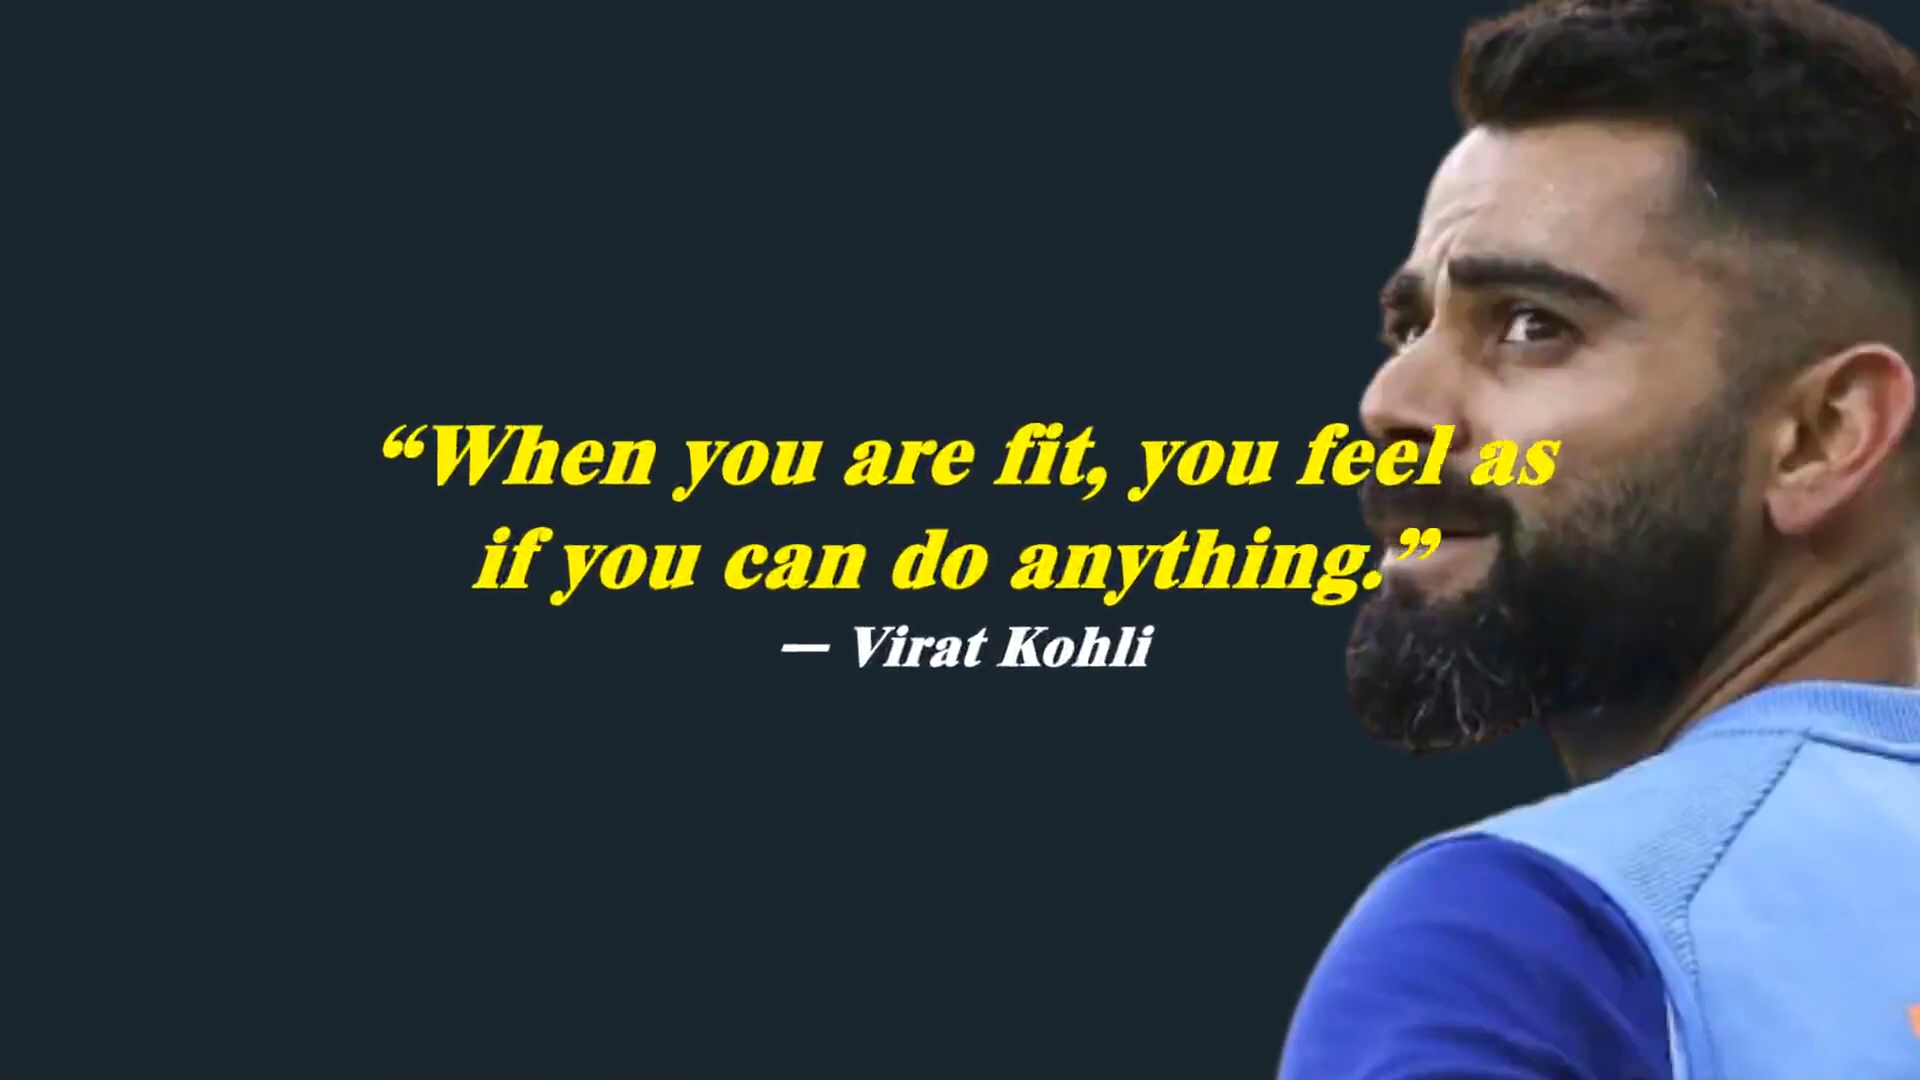 “When you are fit, you feel as
if you can do anything.”
— Virat Kohli